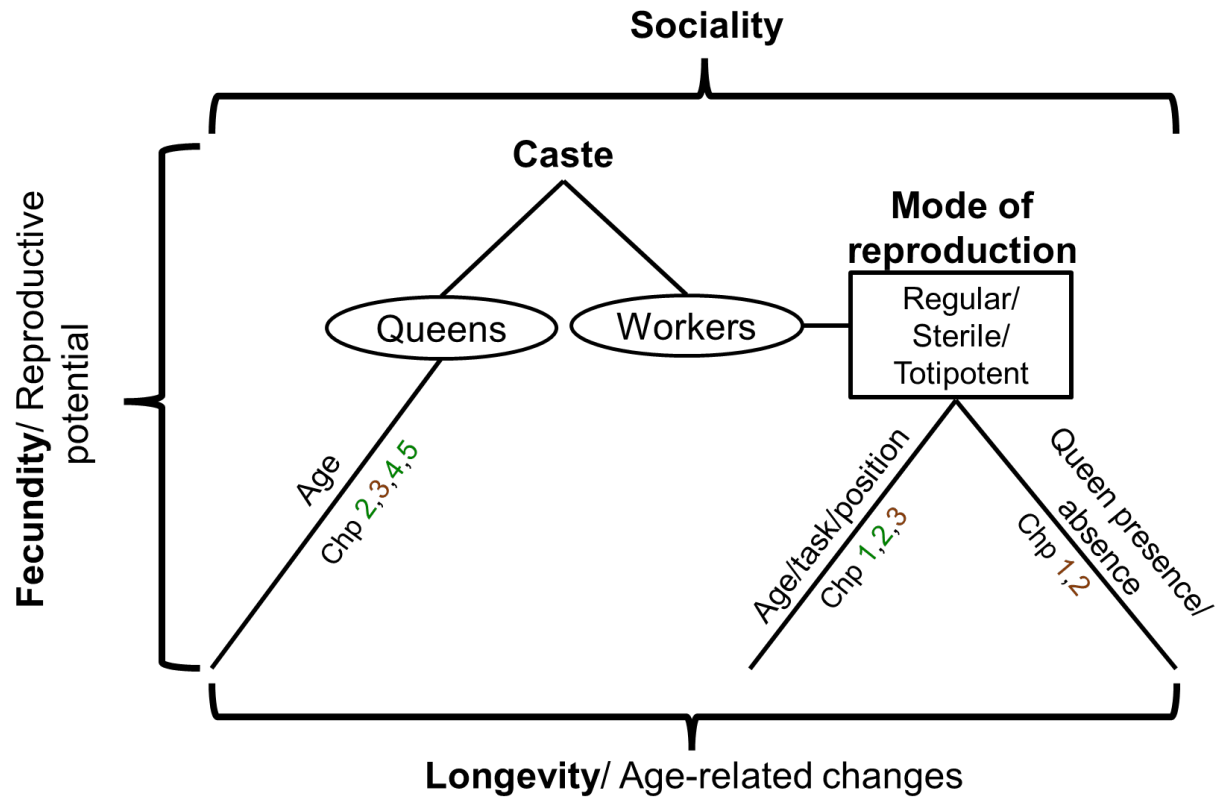 Sociality
Caste
Mode of
reproduction
Fecundity/ Reproductive
potential
Queens
Workers
Regular/
Sterile/
Totipotent
Age
Chp 2,3,4,5
Age/task/position
Chp 1,2,3
Queen presence/
absence
Chp 1,2
Longevity/ Age-related changes